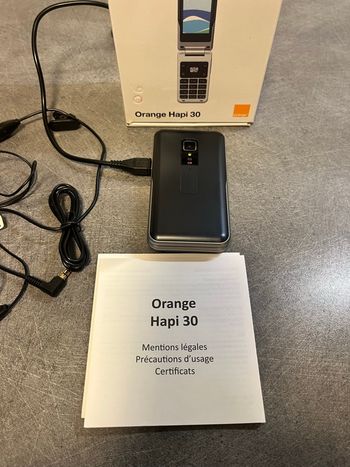 Orange Hapi 30
Orange
Hapi 30
Mentions légales
Précautions d'usage
Certificats